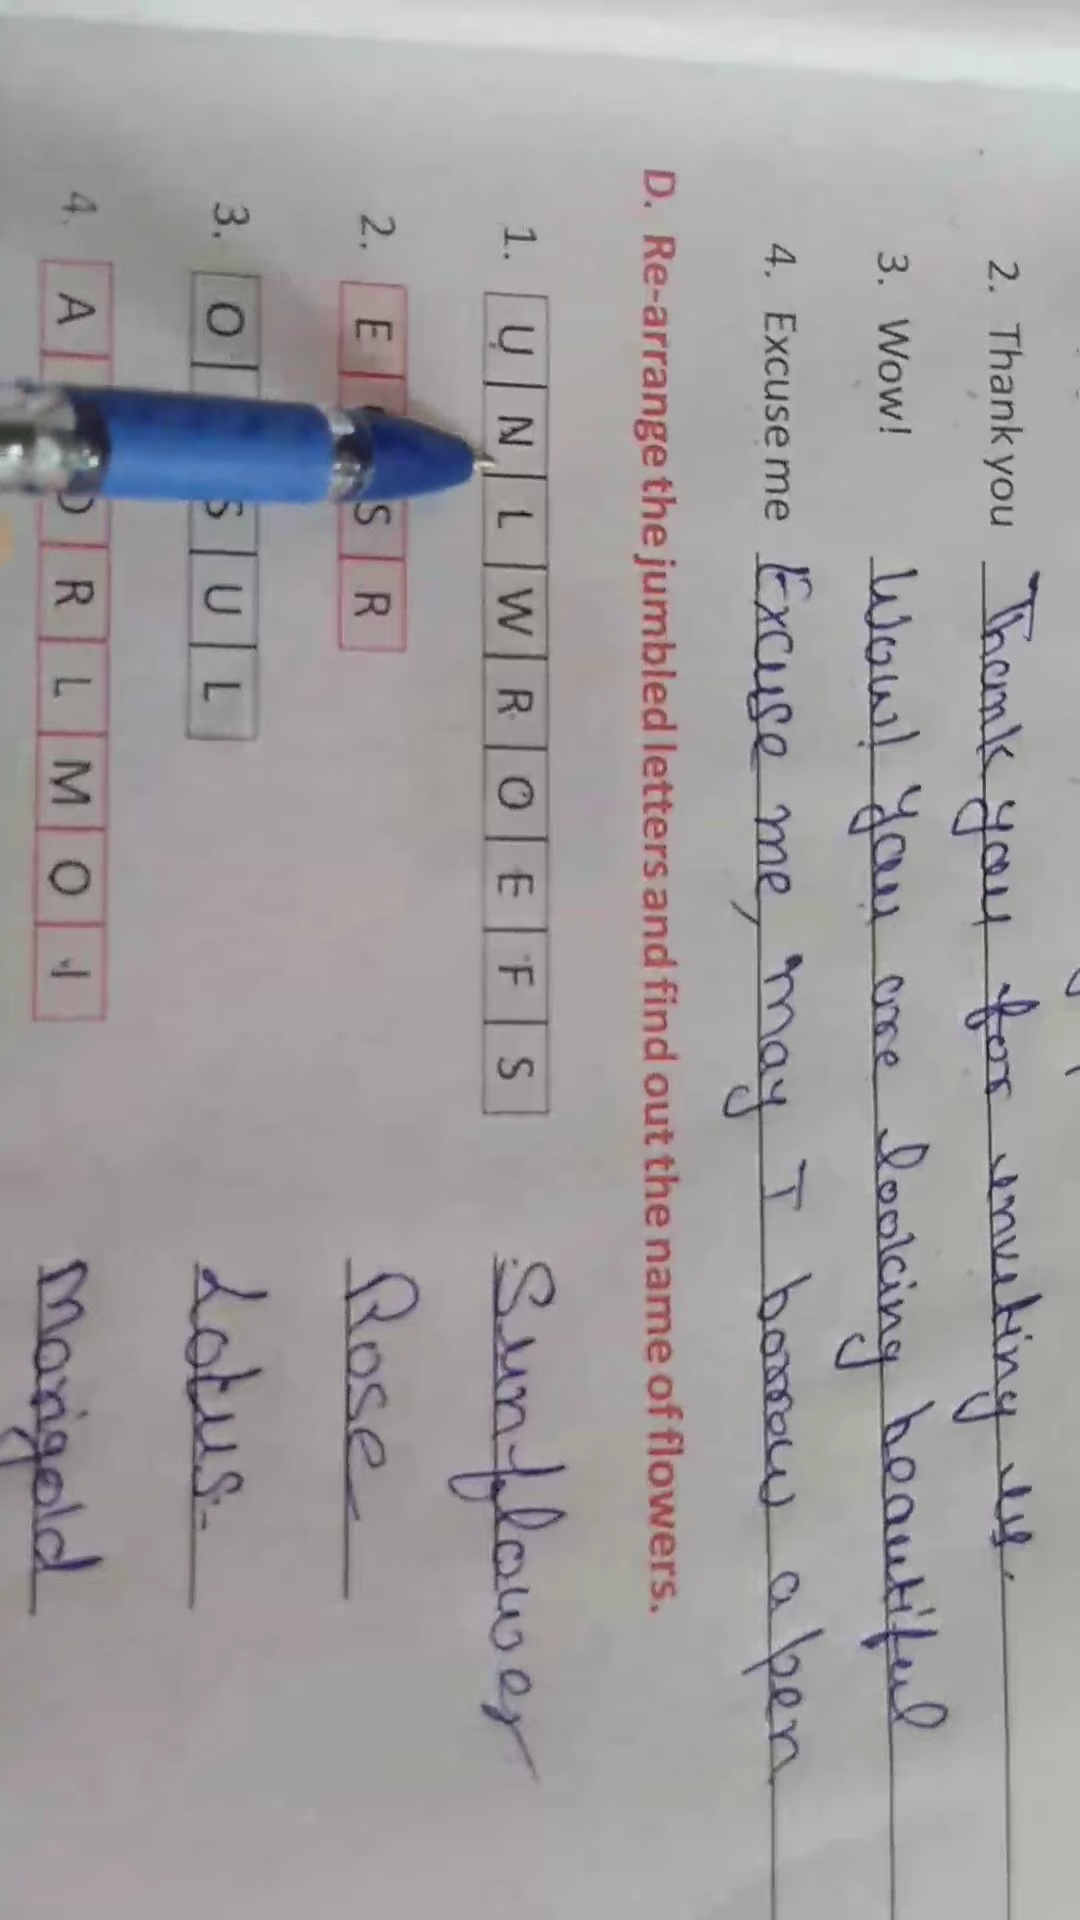 2. Thank you Thank you for inviting us.
3. Wow! Wow! you are looking beautiful
4. Excuse me Excuse me, may I borrow a pen
D. Re-arrange the jumbled letters and find out the name of flowers.
1. U N L W R O E F S Sunflower
2. E S R Rose
3. O S U L Lotus
4. A D R L M O I Marigold